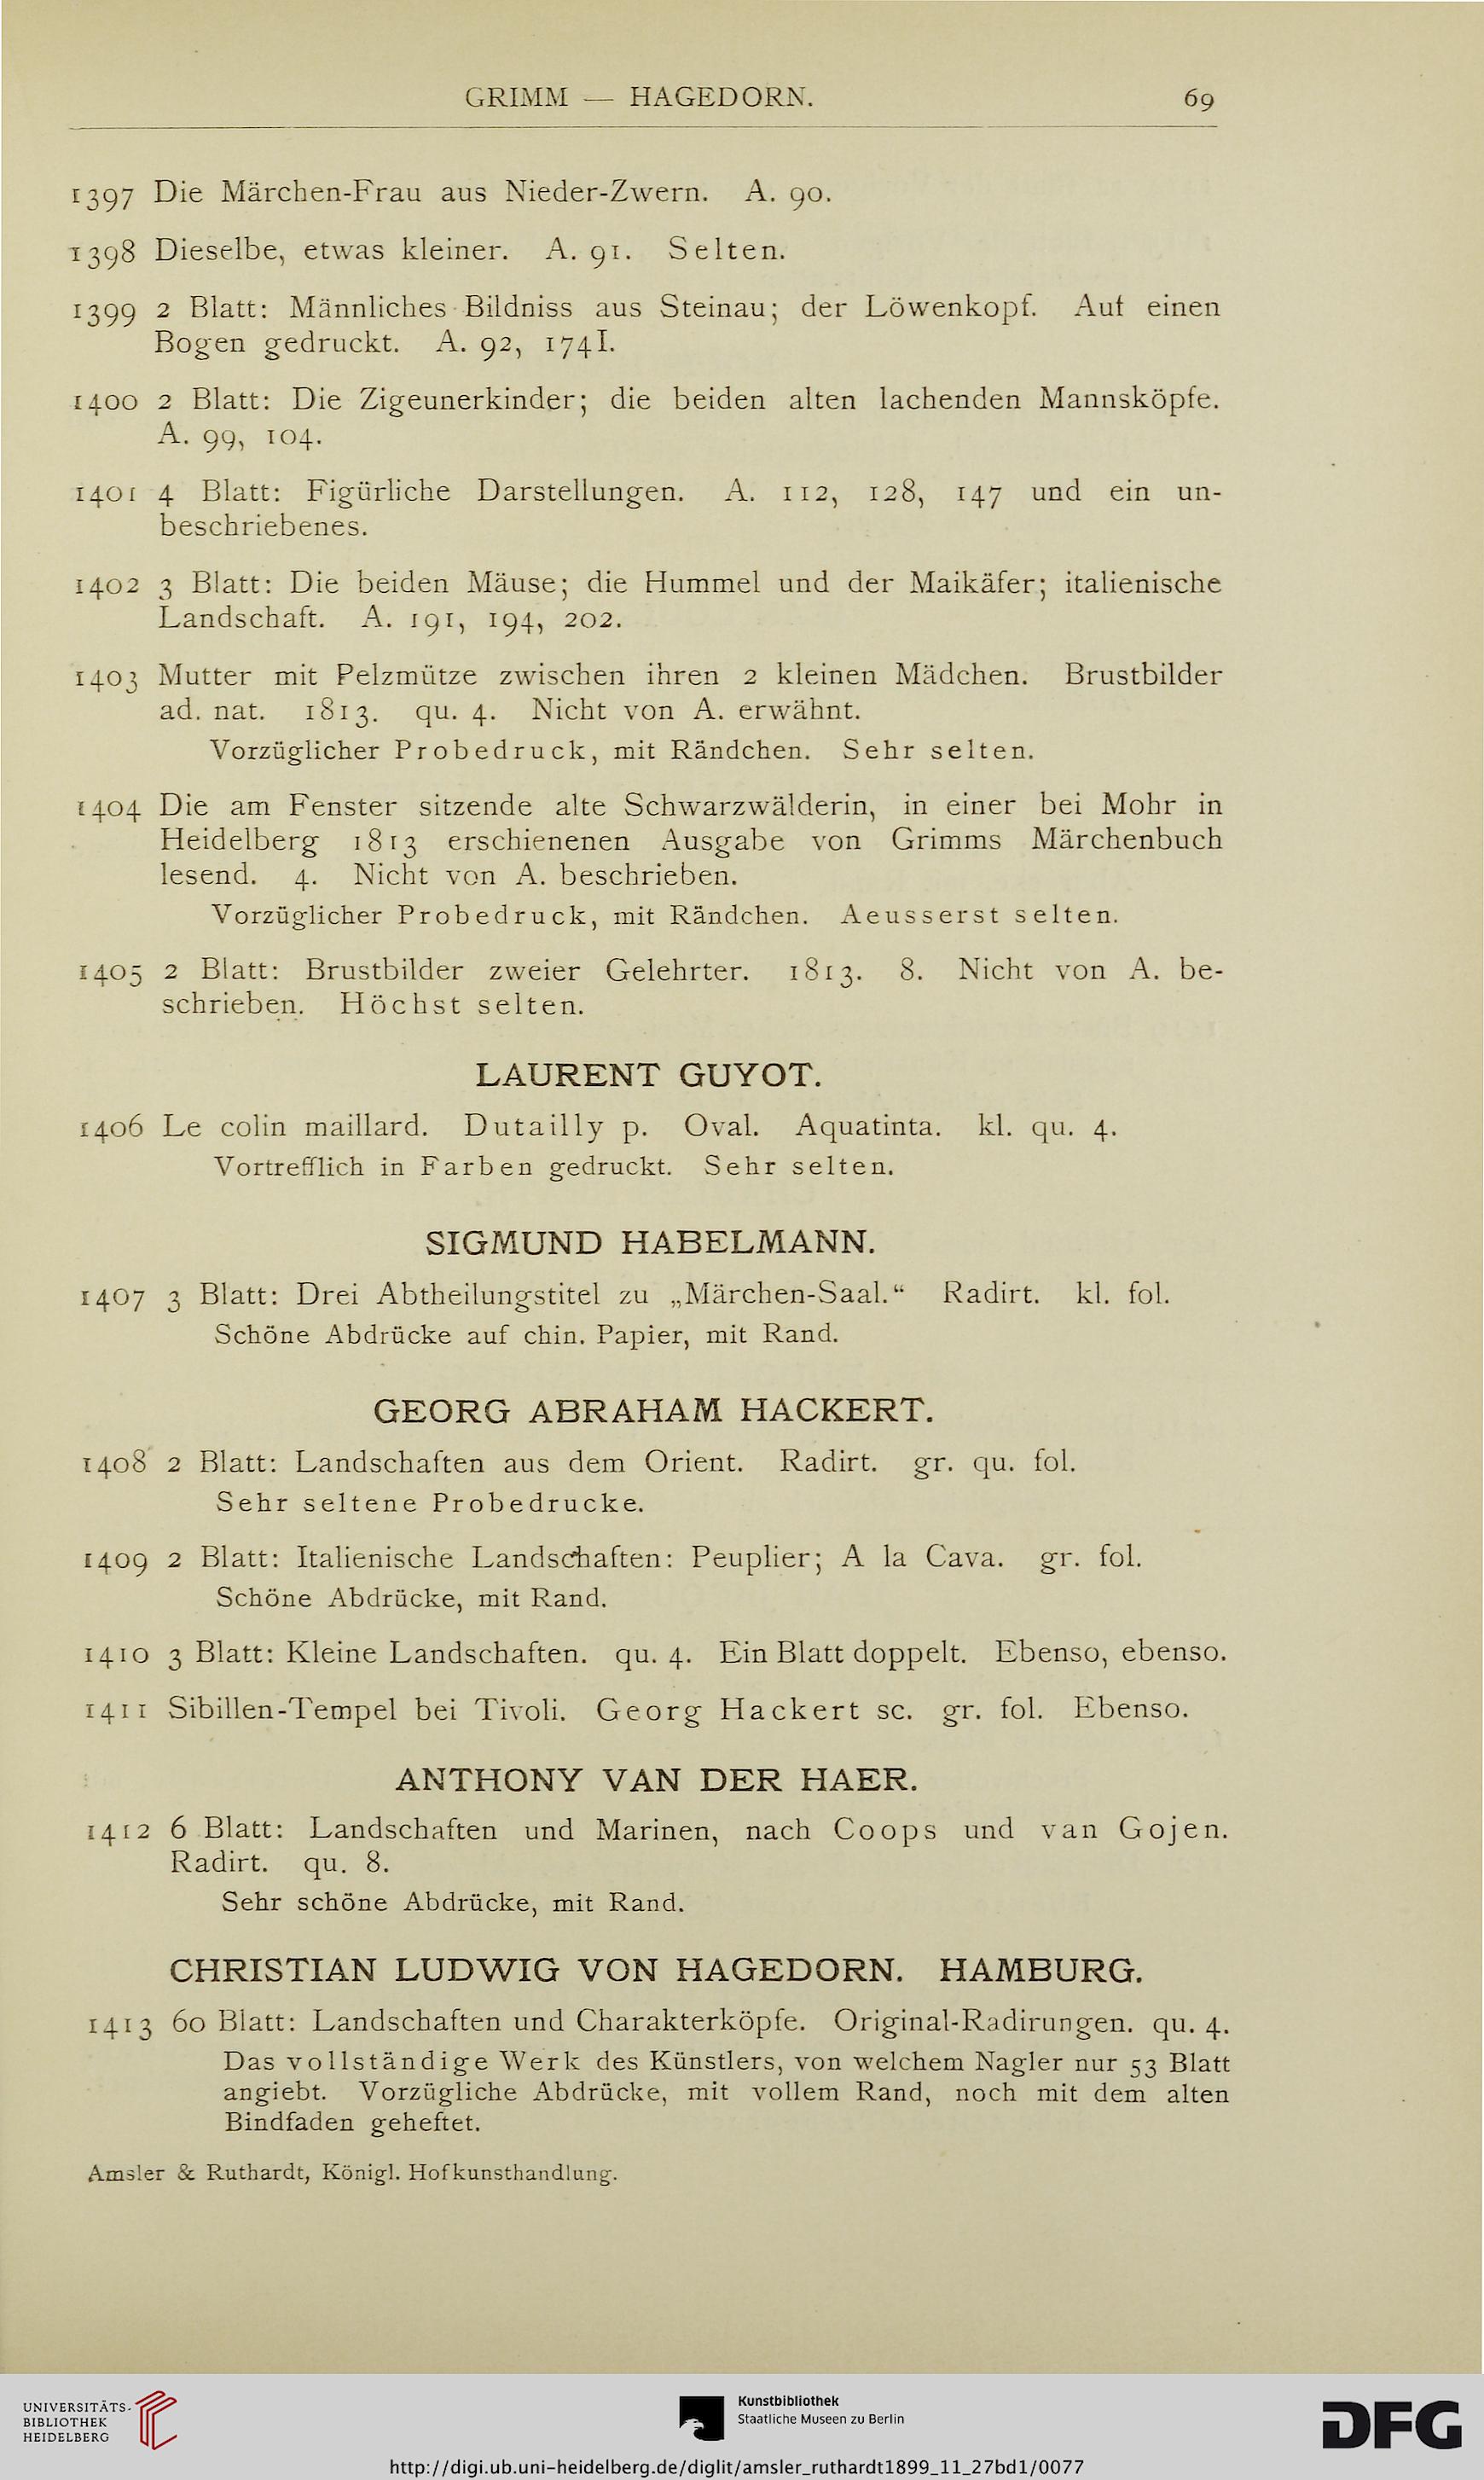 GRIMM — HAGEDORN. 69
1397 Die Märchen-Frau aus Nieder-Zwern. A. 90.
1398 Dieselbe, etwas kleiner. A. 91. Selten.
1399 2 Blatt: Männliches Bildniss aus Steinau; der Löwenkopf. Auf einen
Bogen gedruckt. A. 92, 174I.
1400 2 Blatt: Die Zigeunerkinder; die beiden alten lachenden Mannsköpfe.
A. 99, 104.
1401 4 Blatt: Figürliche Darstellungen. A. 112, 128, 147 und ein un-
beschriebenes.
1402 3 Blatt: Die beiden Mäuse; die Hummel und der Maikäfer; italienische
Landschaft. A. 191, 194, 202.
1403 Mutter mit Pelzmütze zwischen ihren 2 kleinen Mädchen. Brustbilder
ad. nat. 1813. qu. 4. Nicht von A. erwähnt.
Vorzüglicher Probedruck, mit Rändchen. Sehr selten.
1404 Die am Fenster sitzende alte Schwarzwälderin, in einer bei Mohr in
Heidelberg 1813 erschienenen Ausgabe von Grimms Märchenbuch
lesend. 4. Nicht von A. beschrieben.
Vorzüglicher Probedruck, mit Rändchen. Aeusserst selten.
1405 2 Blatt: Brustbilder zweier Gelehrter. 1813. 8. Nicht von A. be-
schrieben. Höchst selten.
LAURENT GUYOT.
1406 Le colin maillard. Dutailly p. Oval. Aquatinta. kl. qu. 4.
Vortrefflich in Farben gedruckt. Sehr selten.
SIGMUND HABELMANN.
1407 3 Blatt: Drei Abtheilungstitel zu „Märchen-Saal.“ Radirt. kl. fol.
Schöne Abdrücke auf chin. Papier, mit Rand.
GEORG ABRAHAM HACKERT.
1408 2 Blatt: Landschaften aus dem Orient. Radirt. gr. qu. fol.
Sehr seltene Probedrucke.
1409 2 Blatt: Italienische Landschaften: Peuplier; A la Cava. gr. fol.
Schöne Abdrücke, mit Rand.
1410 3 Blatt: Kleine Landschaften. qu. 4. Ein Blatt doppelt. Ebenso, ebenso.
1411 Sibillen-Tempel bei Tivoli. Georg Hackert sc. gr. fol. Ebenso.
ANTHONY VAN DER HAER.
1412 6 Blatt: Landschaften und Marinen, nach Coops und van Gojen.
Radirt. qu. 8.
Sehr schöne Abdrücke, mit Rand.
CHRISTIAN LUDWIG VON HAGEDORN. HAMBURG.
1413 60 Blatt: Landschaften und Charakterköpfe. Original-Radirungen. qu. 4.
Das vollständige Werk des Künstlers, von welchem Nagler nur 53 Blatt
angiebt. Vorzügliche Abdrücke, mit vollem Rand, noch mit dem alten
Bindfaden geheftet.
Amsler & Ruthardt, Königl. Hofkunsthandlung.
UNIVERSITÄTS-
BIBLIOTHEK
HEIDELBERG
Kunstbibliothek
Staatliche Museen zu Berlin
DFG
http://digi.ub.uni-heidelberg.de/diglit/amsler_ruthardt1899_11_27bd1/0077